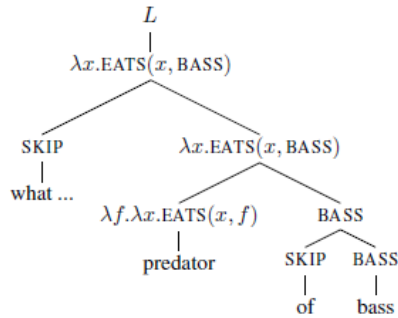 L
λx.EATS(x, BASS)
SKIP λx.EATS(x, BASS)
what ... λf.λx.EATS(x, f) BASS
predator SKIP BASS
of bass